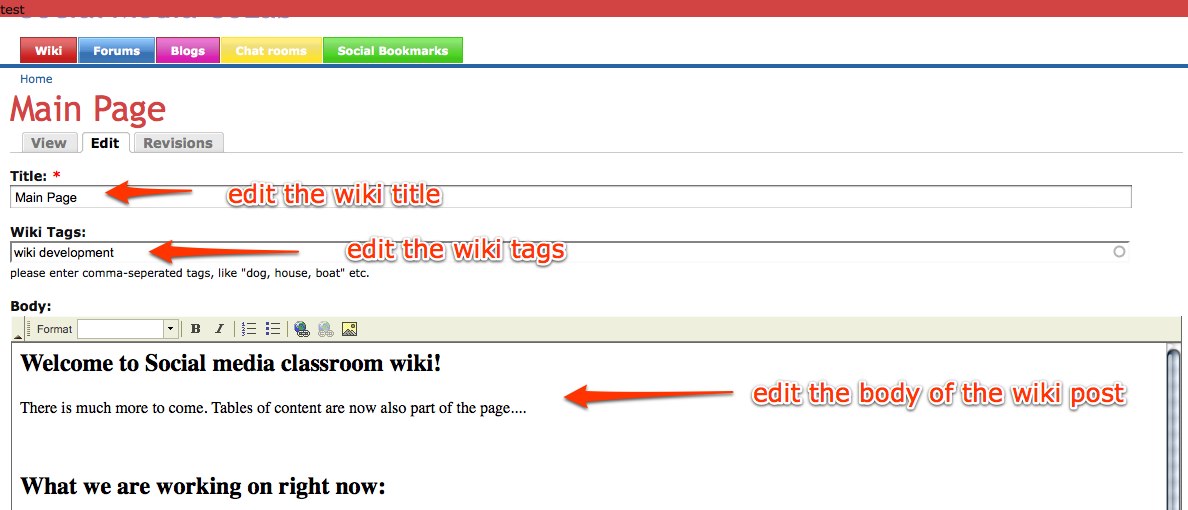 test
Wiki Forums Blogs Chat rooms Social Bookmarks
Home
Main Page
View Edit Revisions
Title: *
Main Page
edit the wiki title
Wiki Tags:
wiki development
edit the wiki tags
please enter comma-seperated tags, like "dog, house, boat" etc.
Body:
Format
B I
Welcome to Social media classroom wiki!
There is much more to come. Tables of content are now also part of the page....
edit the body of the wiki post
What we are working on right now: